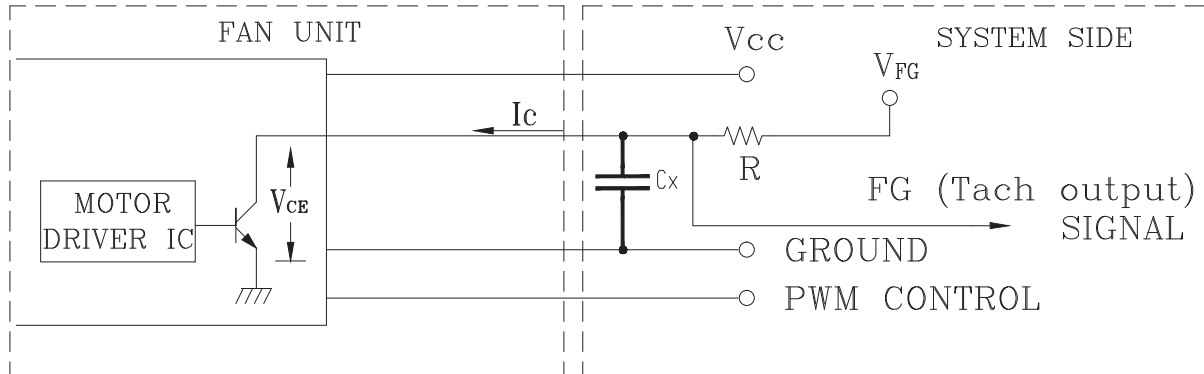 FAN UNIT
SYSTEM SIDE
Vcc
VFG
Ic
R
Cx
VCE
MOTOR
DRIVER IC
FG (Tach output)
SIGNAL
GROUND
PWM CONTROL